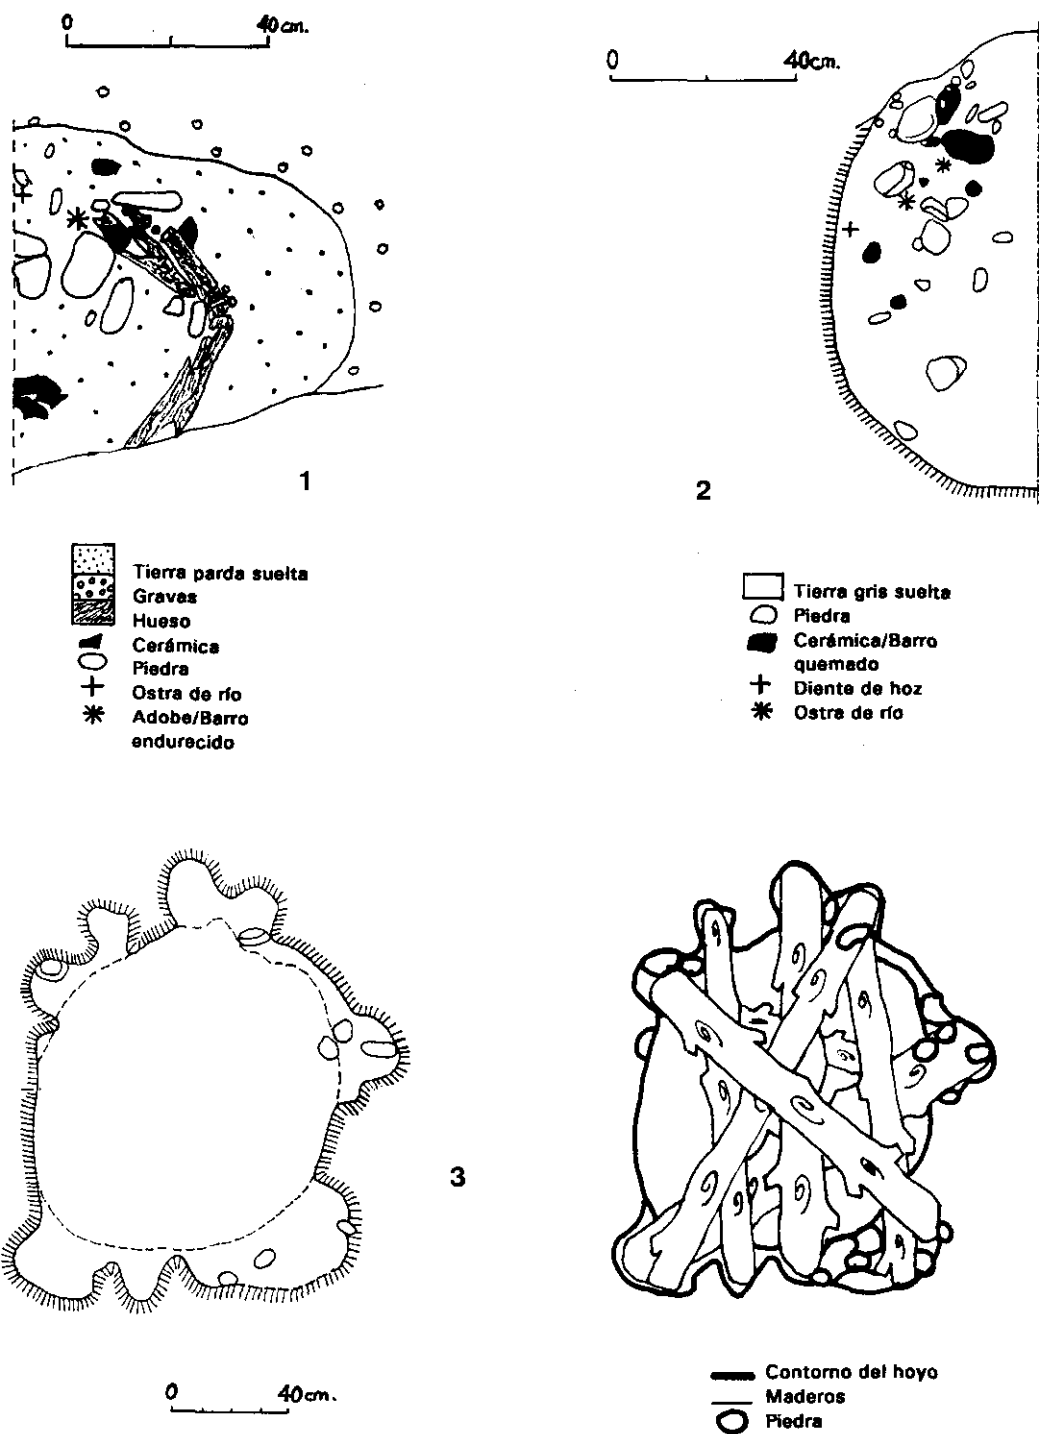 0 40cm.
0 40cm.
1
2
Tierra parda suelta
Gravas
Hueso
Cerámica
Piedra
Ostra de río
Adobe/Barro
endurecido
Tierra gris suelta
Piedra
Cerámica/Barro
quemado
Diente de hoz
Ostra de río
3
0 40cm.
Contorno del hoyo
Maderos
Piedra